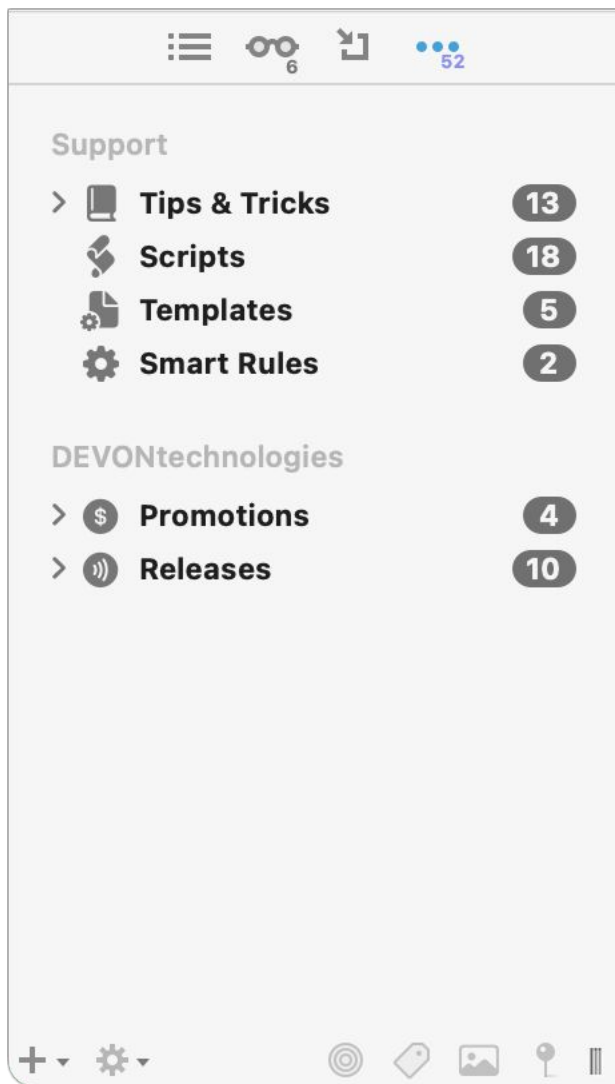 6
52
Support
Tips & Tricks 13
Scripts 18
Templates 5
Smart Rules 2
DEVONtechnologies
$ Promotions 4
Releases 10